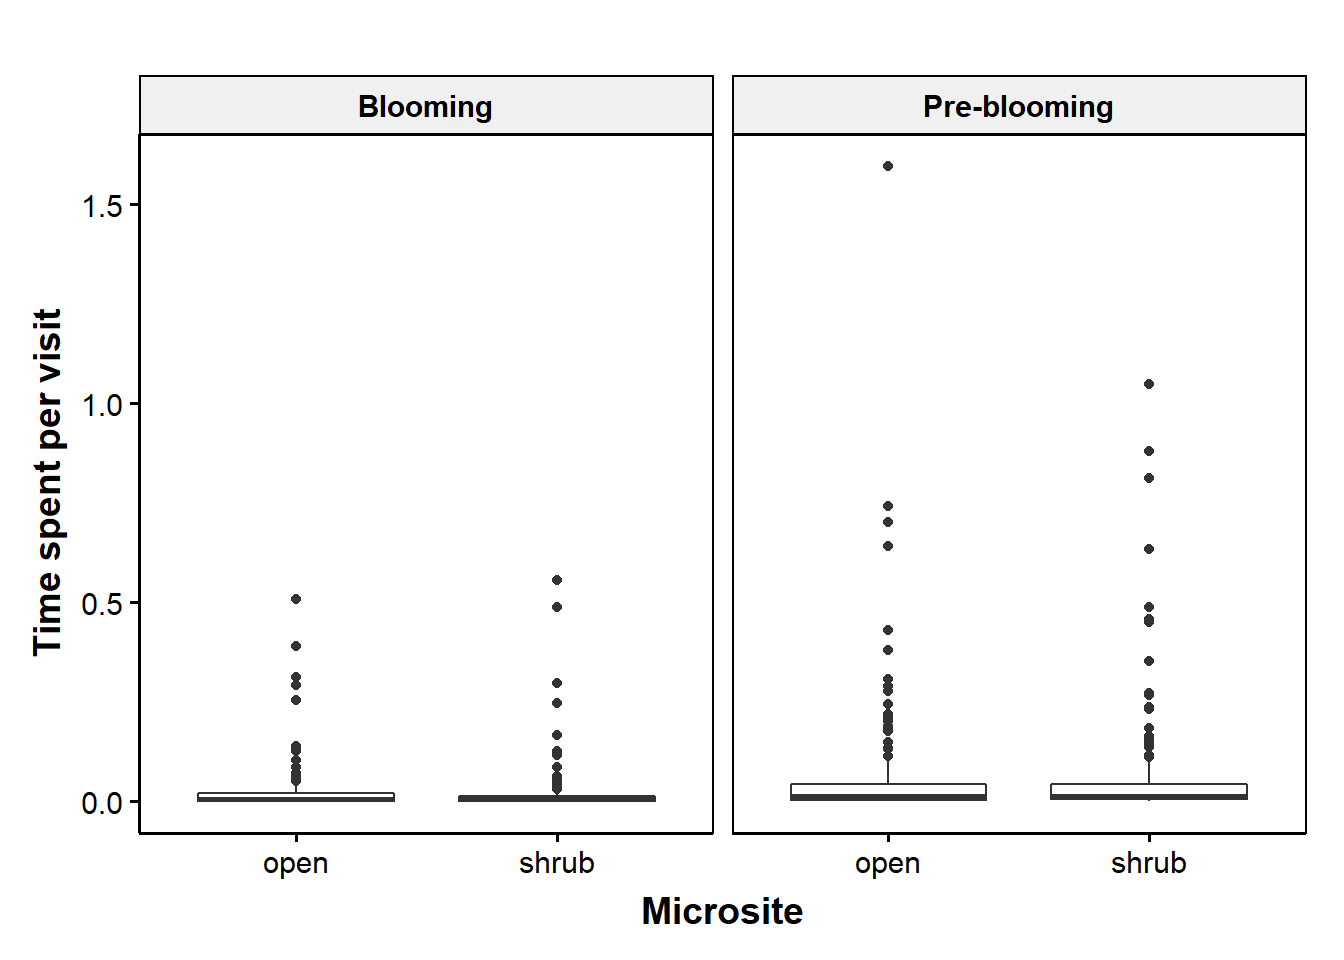 Blooming
Pre-blooming
Time spent per visit
1.5
1.0
0.5
0.0
open
shrub
open
shrub
Microsite